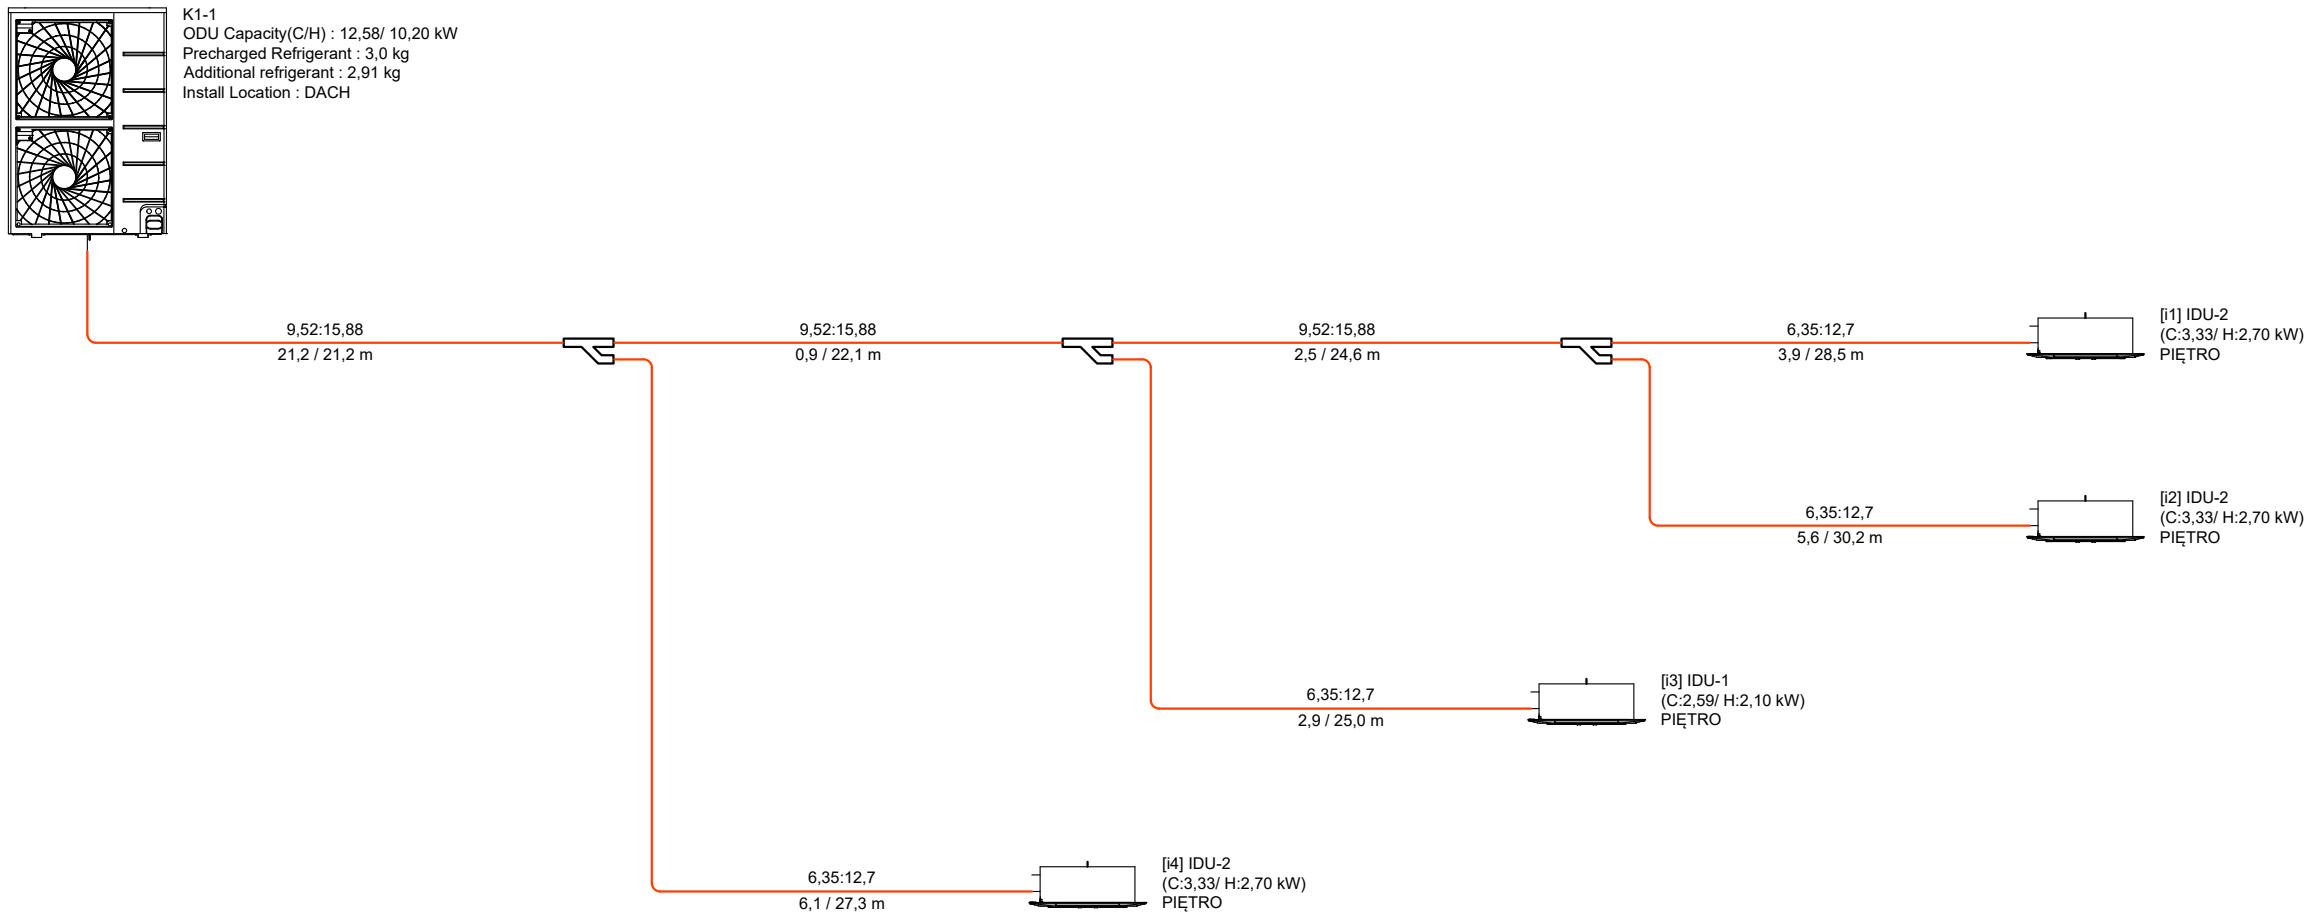 K1-1
ODU Capacity(C/H) : 12,58/ 10,20 kW
Precharged Refrigerant : 3,0 kg
Additional refrigerant : 2,91 kg
Install Location : DACH
9,52:15,88
21,2 / 21,2 m
9,52:15,88
0,9 / 22,1 m
9,52:15,88
2,5 / 24,6 m
6,35:12,7
3,9 / 28,5 m
[i1] IDU-2
(C:3,33/ H:2,70 kW)
PIĘTRO
6,35:12,7
5,6 / 30,2 m
[i2] IDU-2
(C:3,33/ H:2,70 kW)
PIĘTRO
6,35:12,7
2,9 / 25,0 m
[i3] IDU-1
(C:2,59/ H:2,10 kW)
PIĘTRO
6,35:12,7
6,1 / 27,3 m
[i4] IDU-2
(C:3,33/ H:2,70 kW)
PIĘTRO